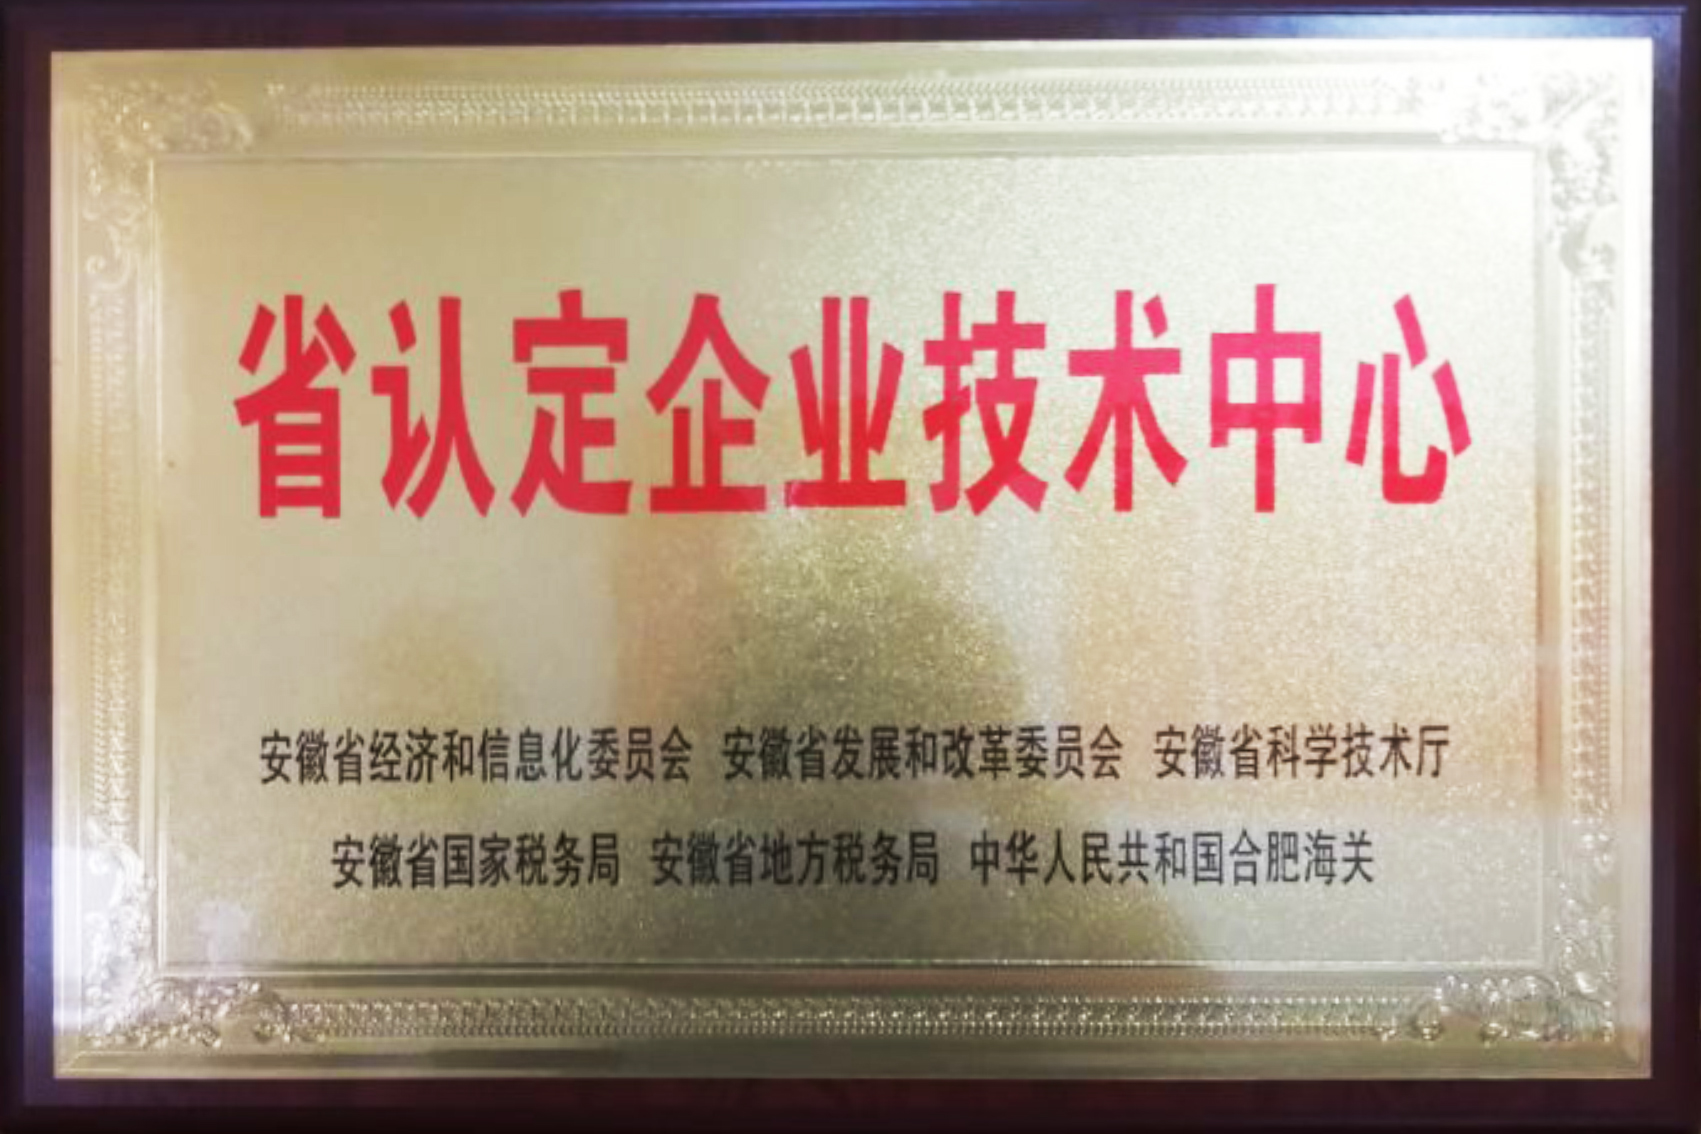 省认定企业技术中心
安徽省经济和信息化委员会 安徽省发展和改革委员会 安徽省科学技术厅
安徽省国家税务局 安徽省地方税务局 中华人民共和国合肥海关